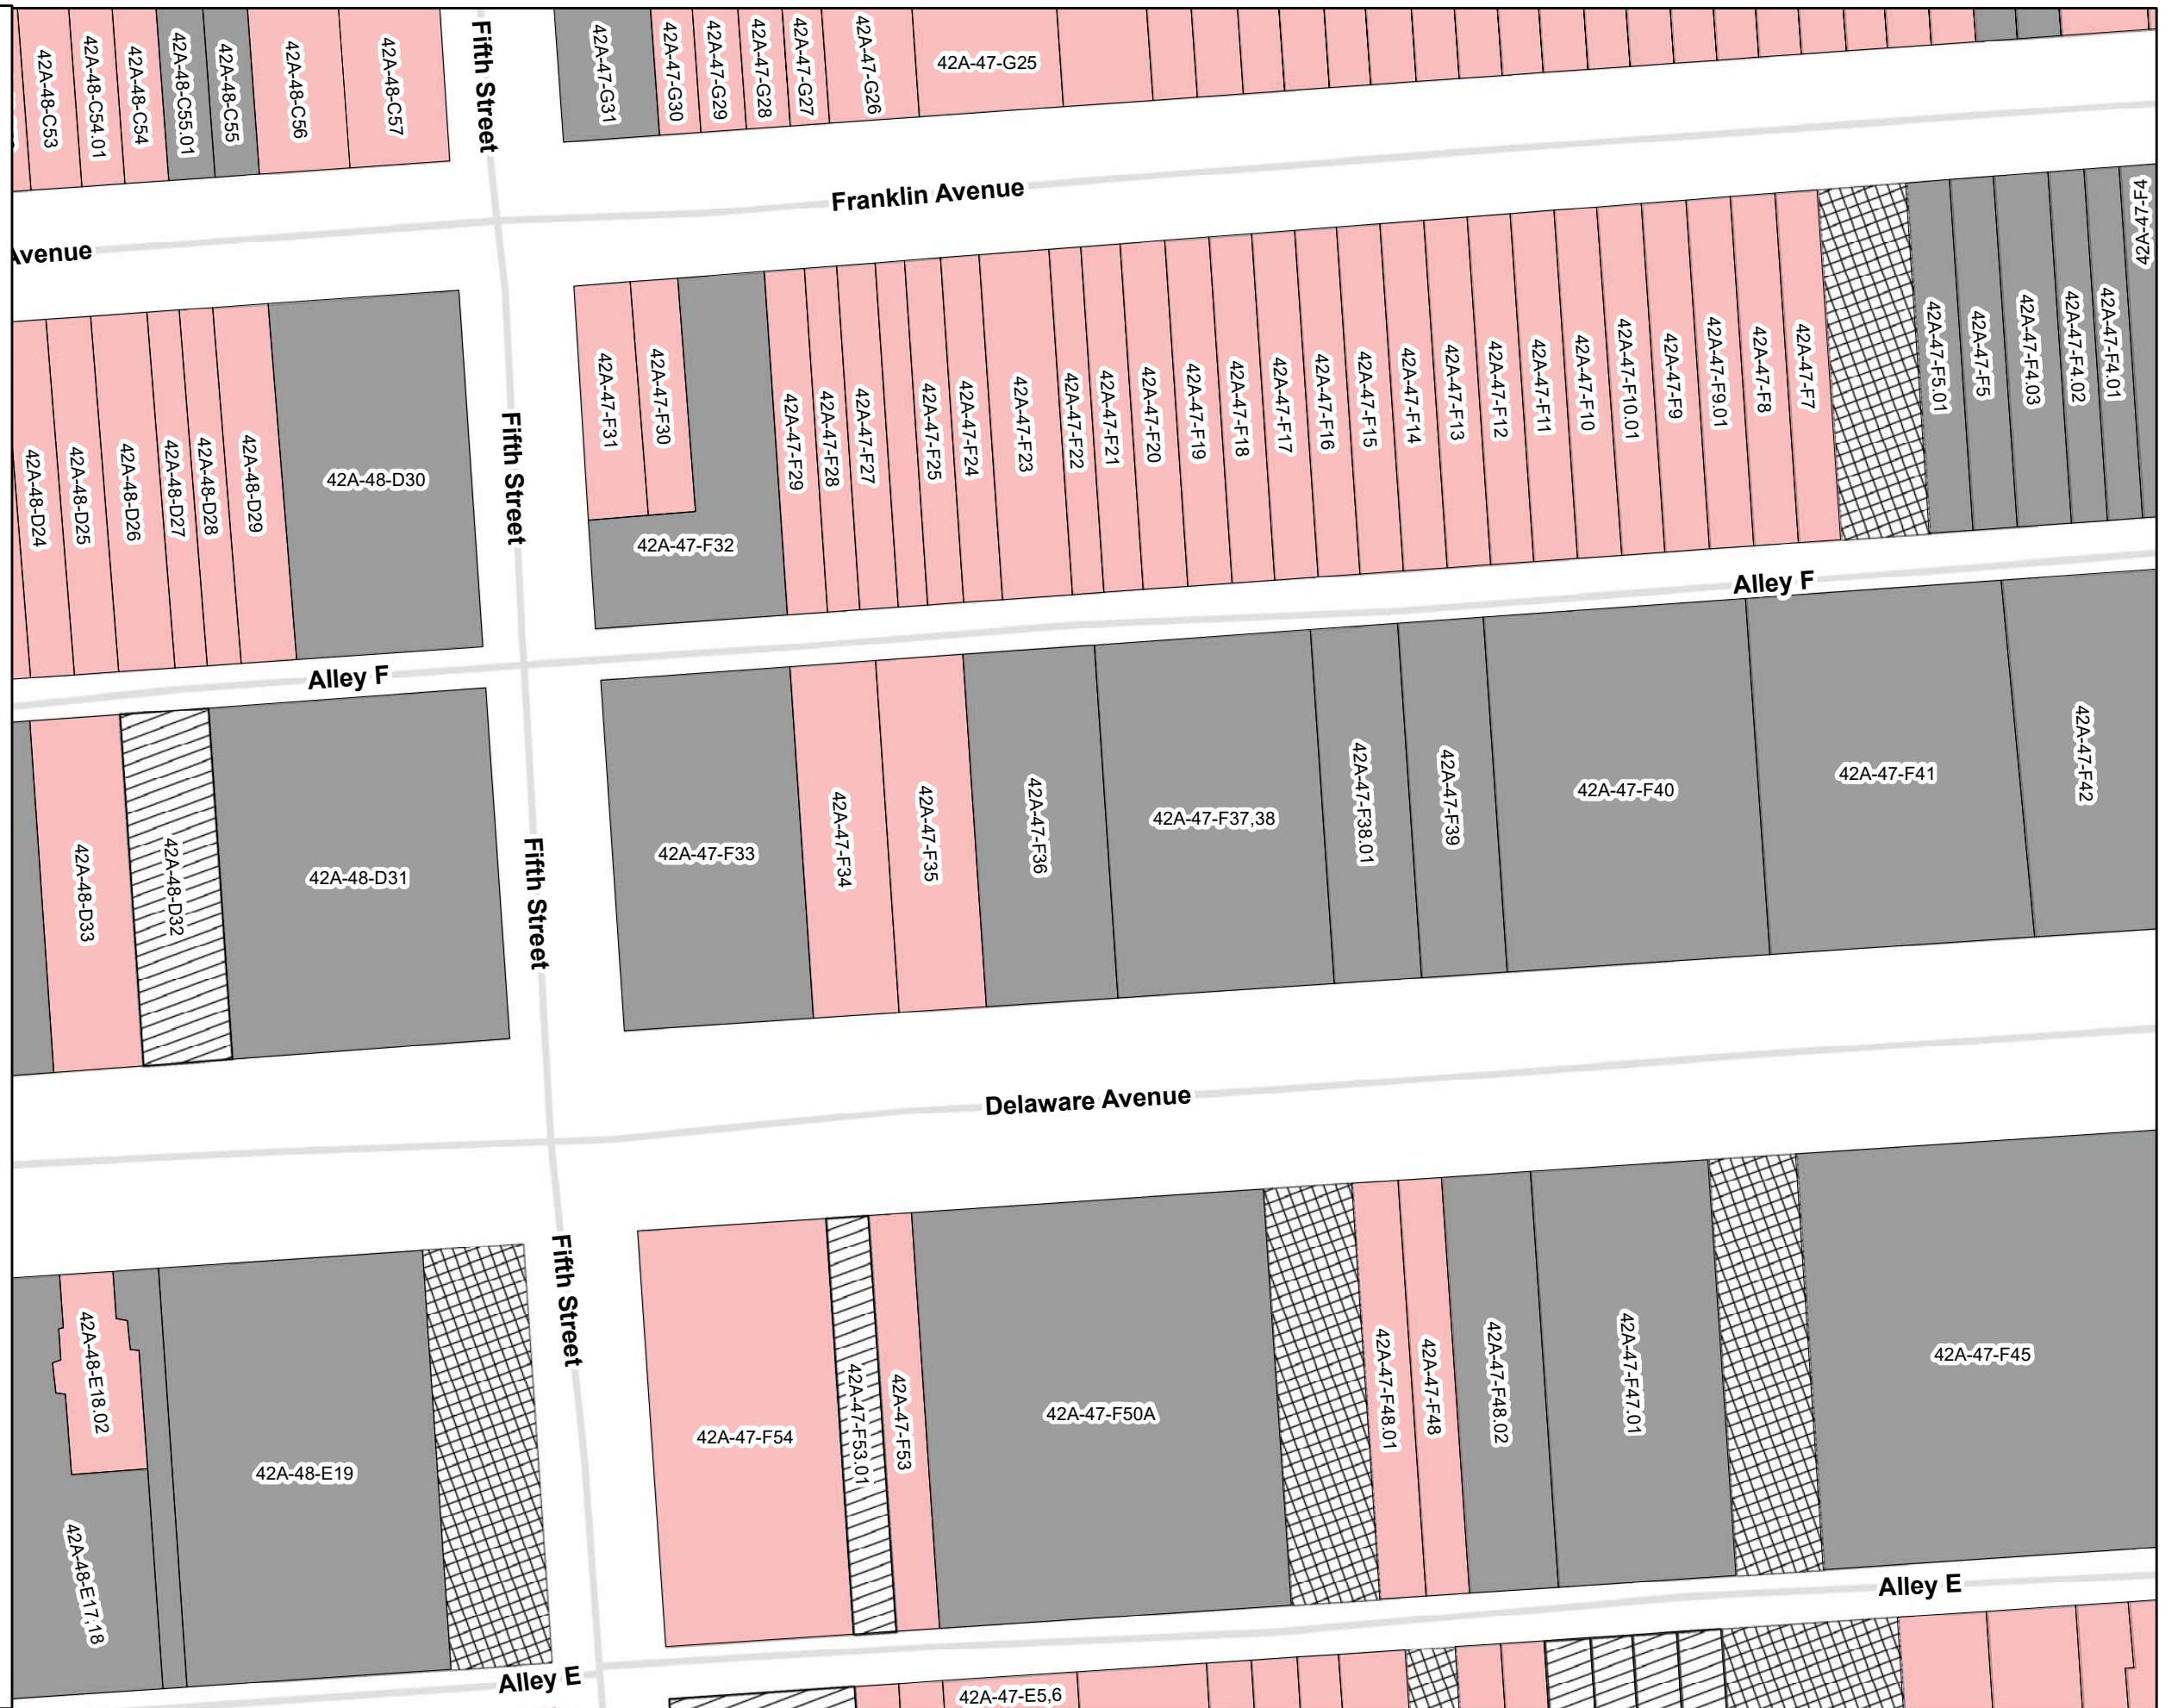 42A-48-C53
42A-48-C54.01
42A-48-C54
42A-48-C55.01
42A-48-C55
42A-48-C56
42A-48-C57
Fifth Street
42A-47-G31
42A-47-G30
42A-47-G29
42A-47-G28
42A-47-G27
42A-47-G26
42A-47-G25
Franklin Avenue
Avenue
42A-48-D24
42A-48-D25
42A-48-D26
42A-48-D27
42A-48-D28
42A-48-D29
42A-48-D30
Fifth Street
42A-47-F31
42A-47-F30
42A-47-F32
42A-47-F29
42A-47-F28
42A-47-F27
42A-47-F25
42A-47-F24
42A-47-F23
42A-47-F22
42A-47-F21
42A-47-F20
42A-47-F19
42A-47-F18
42A-47-F17
42A-47-F16
42A-47-F15
42A-47-F14
42A-47-F13
42A-47-F12
42A-47-F11
42A-47-F10
42A-47-F10.01
42A-47-F9
42A-47-F9.01
42A-47-F8
42A-47-F7
42A-47-F5.01
42A-47-F5
42A-47-F4.03
42A-47-F4.02
42A-47-F4.01
42A-47-F4
Alley F
Alley F
42A-48-D33
42A-48-D32
42A-48-D31
Fifth Street
42A-47-F33
42A-47-F34
42A-47-F35
42A-47-F36
42A-47-F37,38
42A-47-F38.01
42A-47-F39
42A-47-F40
42A-47-F41
42A-47-F42
Delaware Avenue
42A-48-E18.02
42A-48-E17,18
42A-48-E19
Fifth Street
42A-47-F54
42A-47-F53.01
42A-47-F53
42A-47-F50A
42A-47-F48.01
42A-47-F48
42A-47-F48.02
42A-47-F47.01
42A-47-F45
Alley E
Alley E
42A-47-E5,6